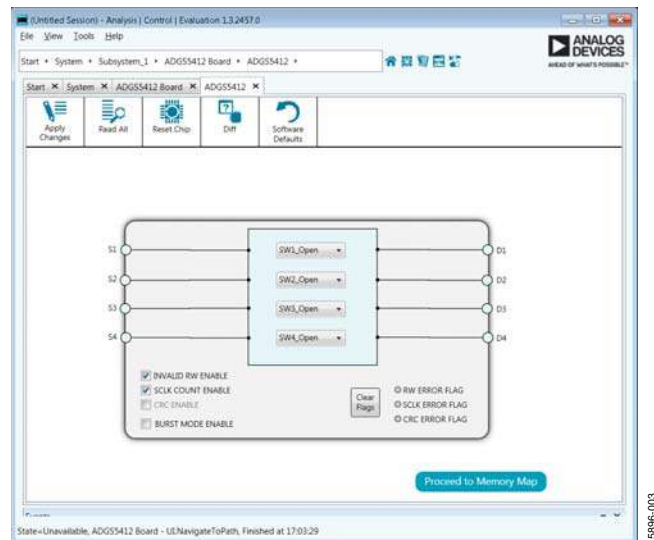 (Untitled Session) - Analysis | Control | Evaluation 1.3.2457.0
File View Tools Help
ANALOG DEVICES
AHEAD OF WHAT'S POSSIBLE™
Start System Subsystem_1 ADGS5412 Board ADGS5412
Start System ADGS5412 Board ADGS5412
Apply Changes
Read All
Reset Chip
Diff
Software Defaults
S1 SW1_Open D1
S2 SW2_Open D2
S3 SW3_Open D3
S4 SW4_Open D4
INVALID RW ENABLE
SCLK COUNT ENABLE
CRC ENABLE
BURST MODE ENABLE
Clear Flags
RW ERROR FLAG
SCLK ERROR FLAG
CRC ERROR FLAG
Proceed to Memory Map
Events
State=Unavailable, ADGS5412 Board - ULNavigateToPath, Finished at 17:03:29
5896-003